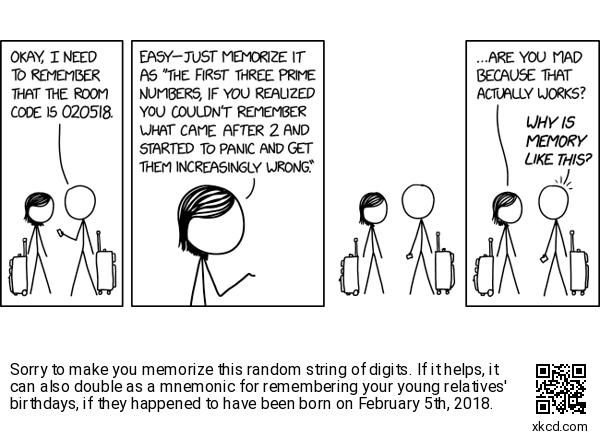 OKAY, I NEED
TO REMEMBER
THAT THE ROOM
CODE IS 020518.
EASY—JUST MEMORIZE IT
AS "THE FIRST THREE PRIME
NUMBERS, IF YOU REALIZED
YOU COULDN'T REMEMBER
WHAT CAME AFTER 2 AND
STARTED TO PANIC AND GET
THEM INCREASINGLY WRONG."
...ARE YOU MAD
BECAUSE THAT
ACTUALLY WORKS?
WHY IS
MEMORY
LIKE THIS?
Sorry to make you memorize this random string of digits. If it helps, it
can also double as a mnemonic for remembering your young relatives'
birthdays, if they happened to have been born on February 5th, 2018.
xkcd.com